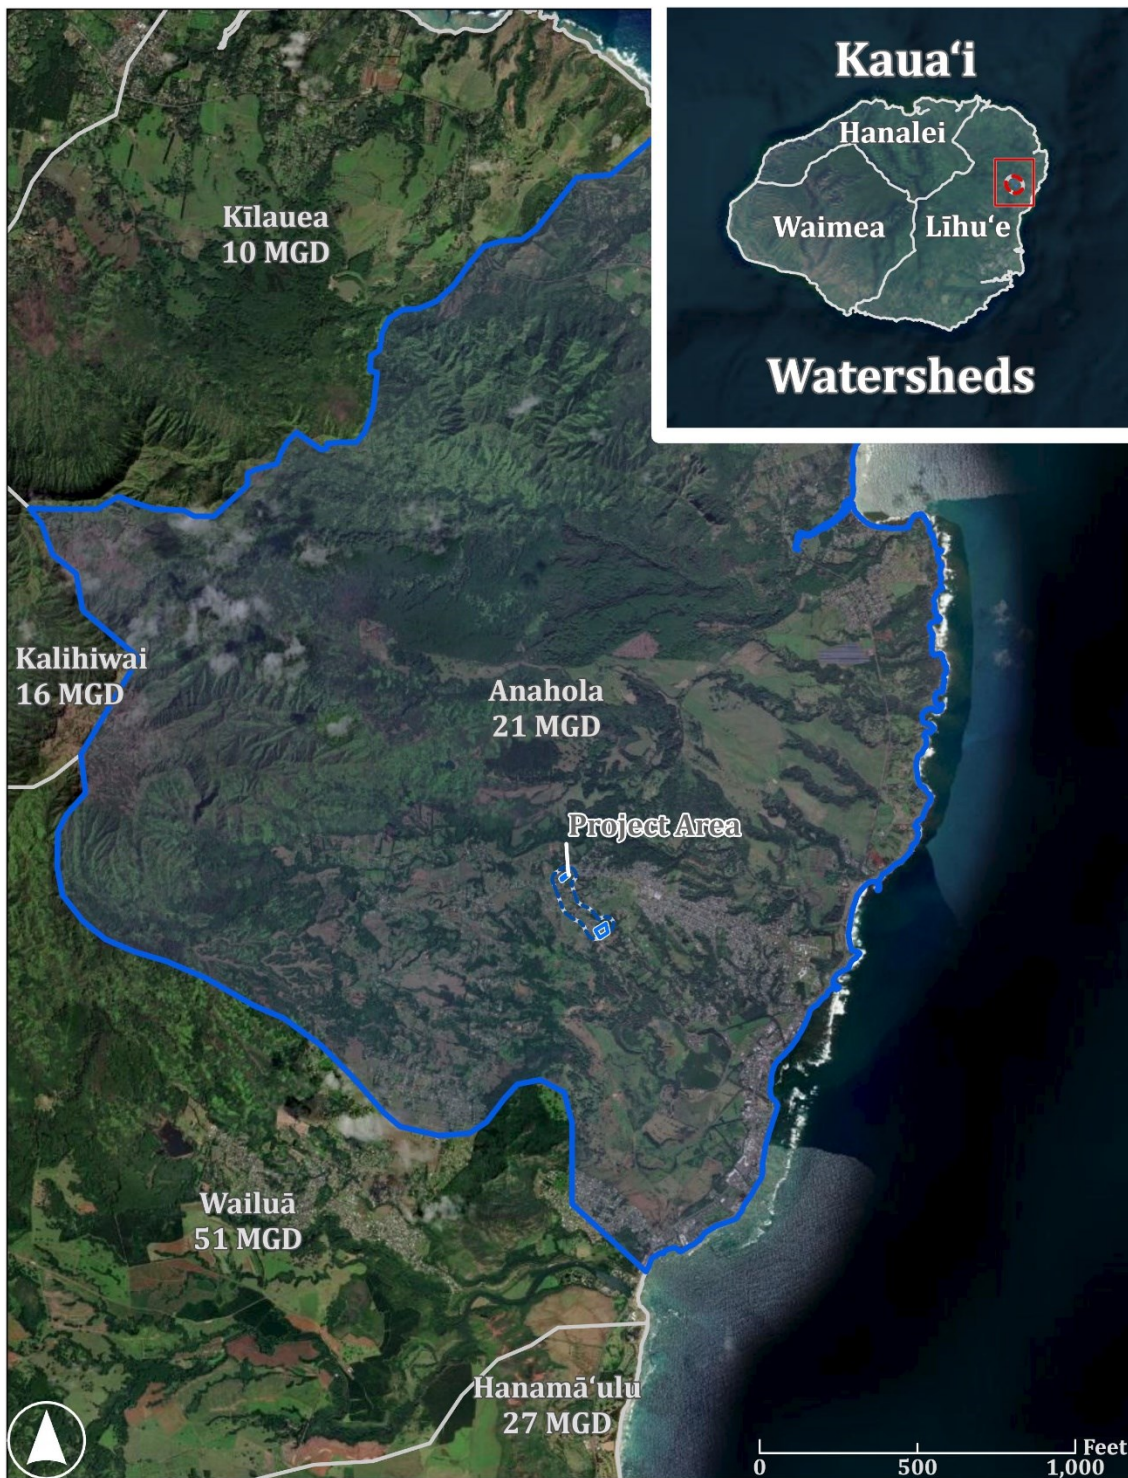 Kauaʻi
Hanalei
Waimea
Līhuʻe
Watersheds
Kīlauea
10 MGD
Kalihiwai
16 MGD
Anahola
21 MGD
Project Area
Wailuā
51 MGD
Hanamāʻulu
27 MGD
Feet
0
500
1,000